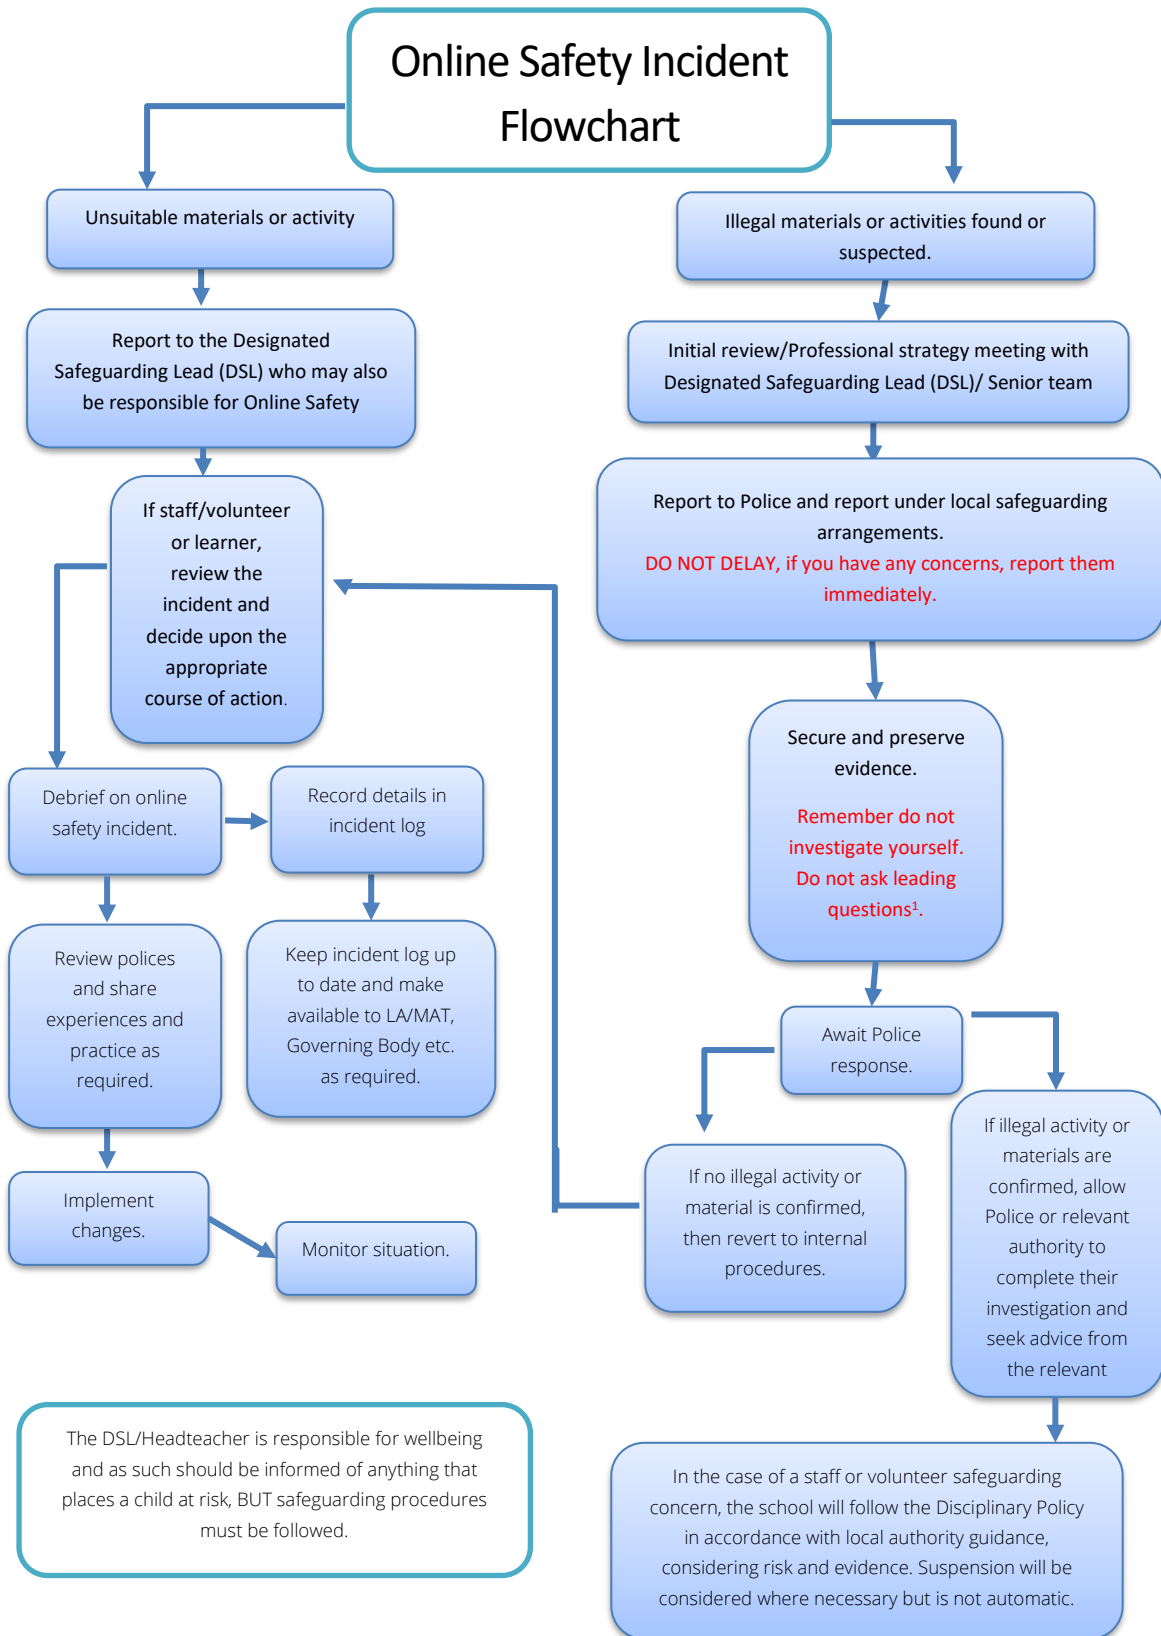 Online Safety Incident
Flowchart
Unsuitable materials or activity
Report to the Designated
Safeguarding Lead (DSL) who may also
be responsible for Online Safety
If staff/volunteer
or learner,
review the
incident and
decide upon the
appropriate
course of action.
Debrief on online
safety incident.
Record details in
incident log
Review polices
and share
experiences and
practice as
required.
Keep incident log up
to date and make
available to LA/MAT,
Governing Body etc.
as required.
Implement
changes.
Monitor situation.
Illegal materials or activities found or
suspected.
Initial review/Professional strategy meeting with
Designated Safeguarding Lead (DSL)/ Senior team
Report to Police and report under local safeguarding
arrangements.
DO NOT DELAY, if you have any concerns, report them
immediately.
Secure and preserve
evidence.
Remember do not
investigate yourself.
Do not ask leading
questions¹.
Await Police
response.
If no illegal activity or
material is confirmed,
then revert to internal
procedures.
If illegal activity or
materials are
confirmed, allow
Police or relevant
authority to
complete their
investigation and
seek advice from
the relevant
In the case of a staff or volunteer safeguarding
concern, the school will follow the Disciplinary Policy
in accordance with local authority guidance,
considering risk and evidence. Suspension will be
considered where necessary but is not automatic.
The DSL/Headteacher is responsible for wellbeing
and as such should be informed of anything that
places a child at risk, BUT safeguarding procedures
must be followed.